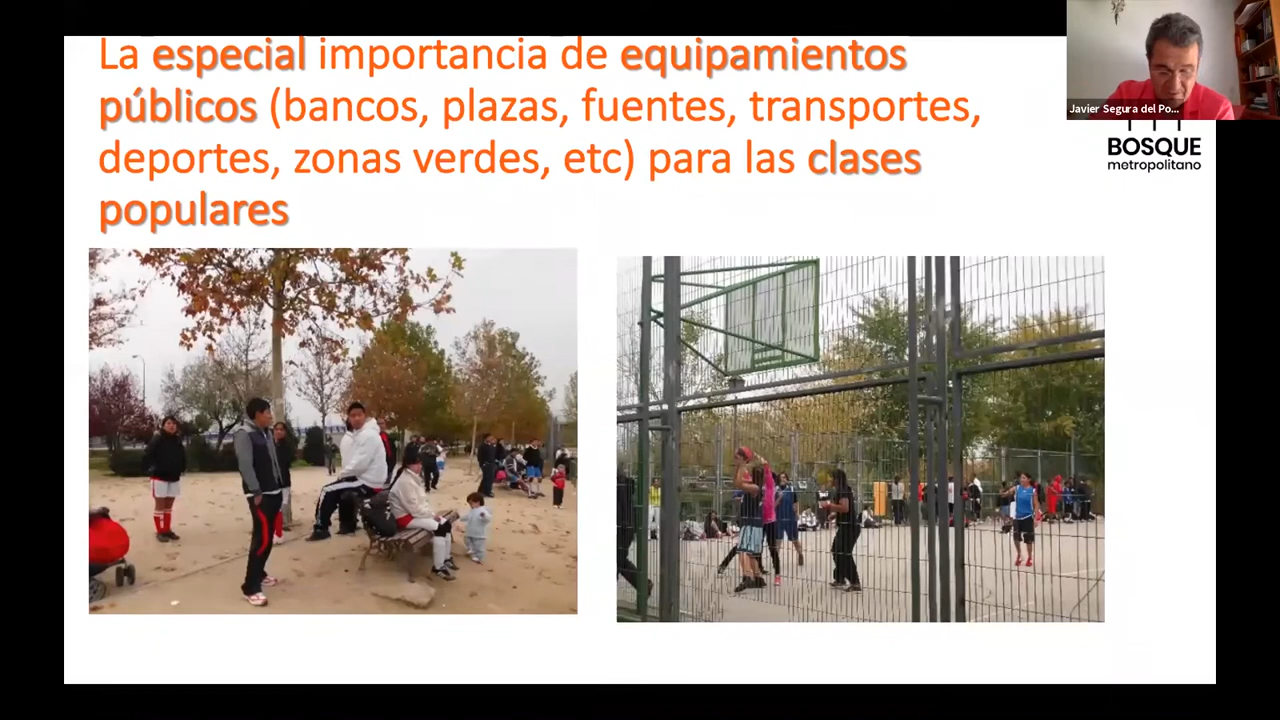 La especial importancia de equipamientos
públicos (bancos, plazas, fuentes, transportes,
deportes, zonas verdes, etc) para las clases
populares
Javier Segura del Po...
BOSQUE
metropolitano